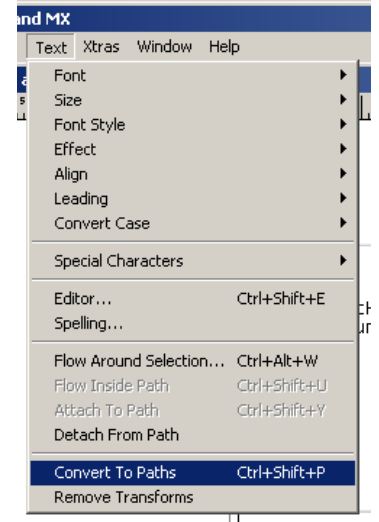 and MX
Text Xtras Window Help
Font
Size
Font Style
Effect
Align
Leading
Convert Case
Special Characters
Editor... Ctrl+Shift+E
Spelling...
Flow Around Selection... Ctrl+Alt+W
Flow Inside Path Ctrl+Shift+U
Attach To Path Ctrl+Shift+Y
Detach From Path
Convert To Paths Ctrl+Shift+P
Remove Transforms